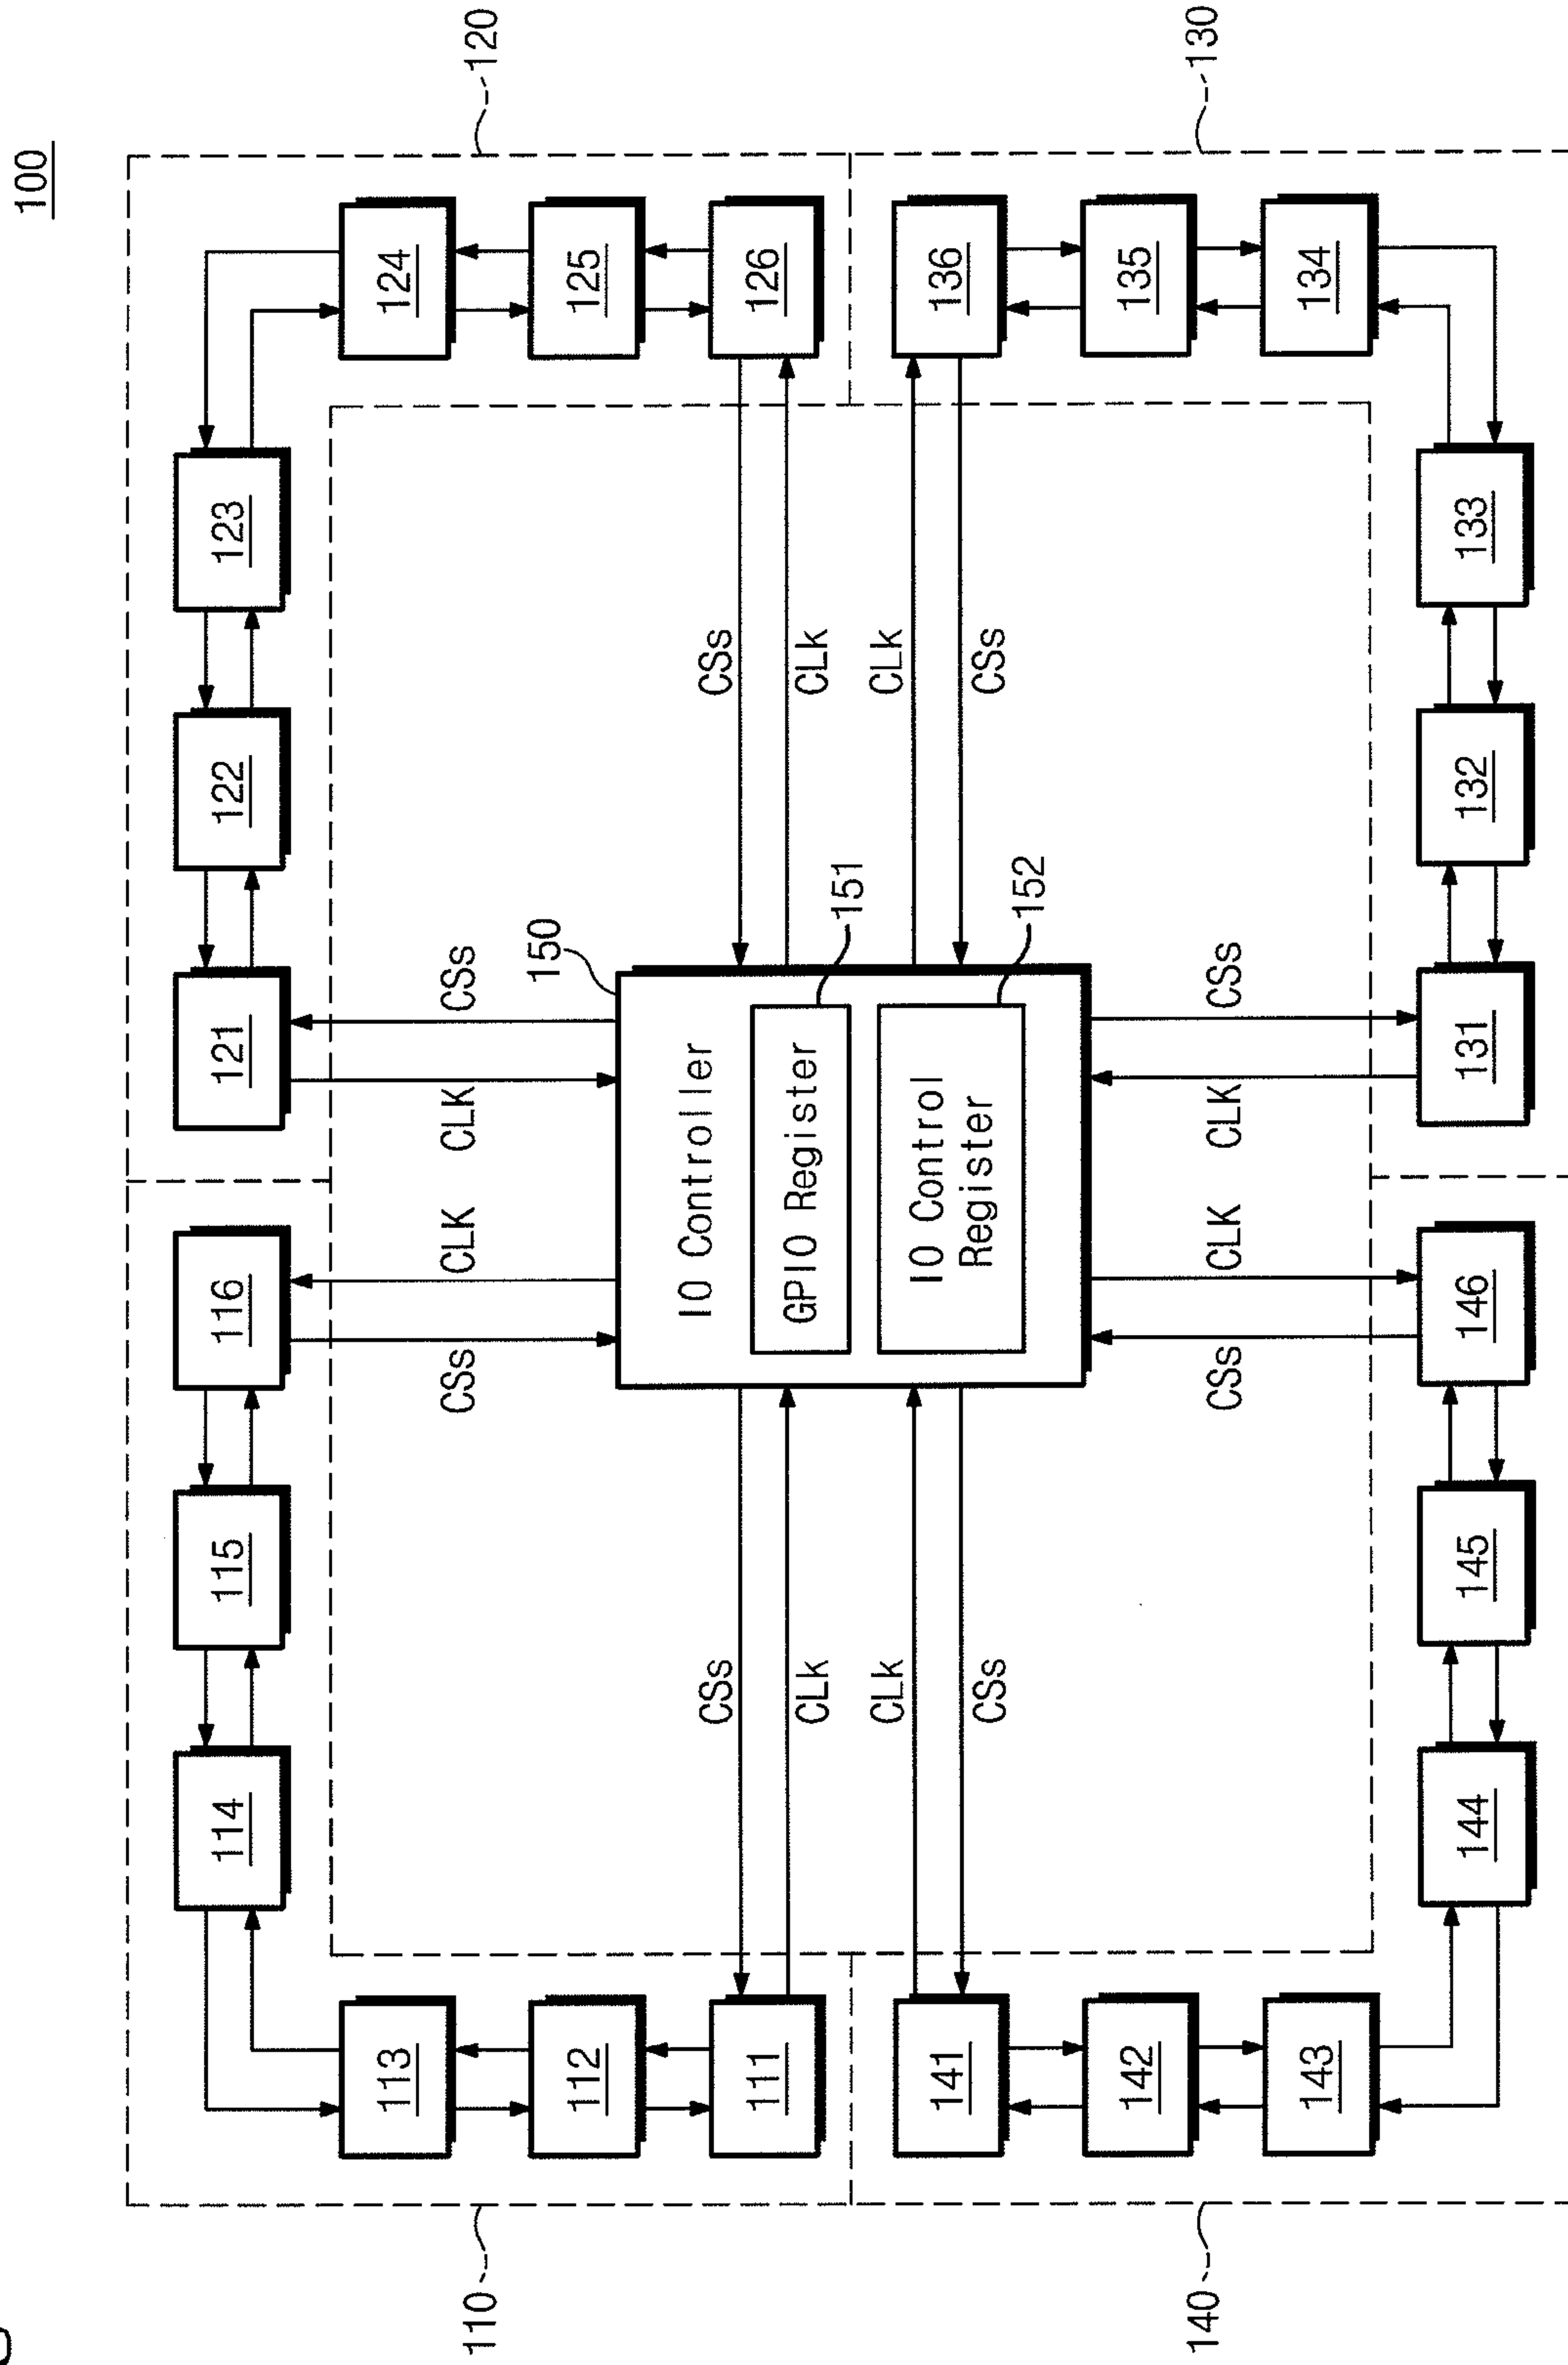 100
120
130
124
125
126
136
135
134
123
133
CSs
CLk
CLk
CSs
122
132
151
152
150
CSs
CSs
121
131
IO Controller
GPIO Register
IO Control
Register
CLK
CLK
CLK
CLK
116
146
CSs
CSs
115
145
CSs
CLk
CLk
CSs
114
144
113
112
111
141
142
143
110
140